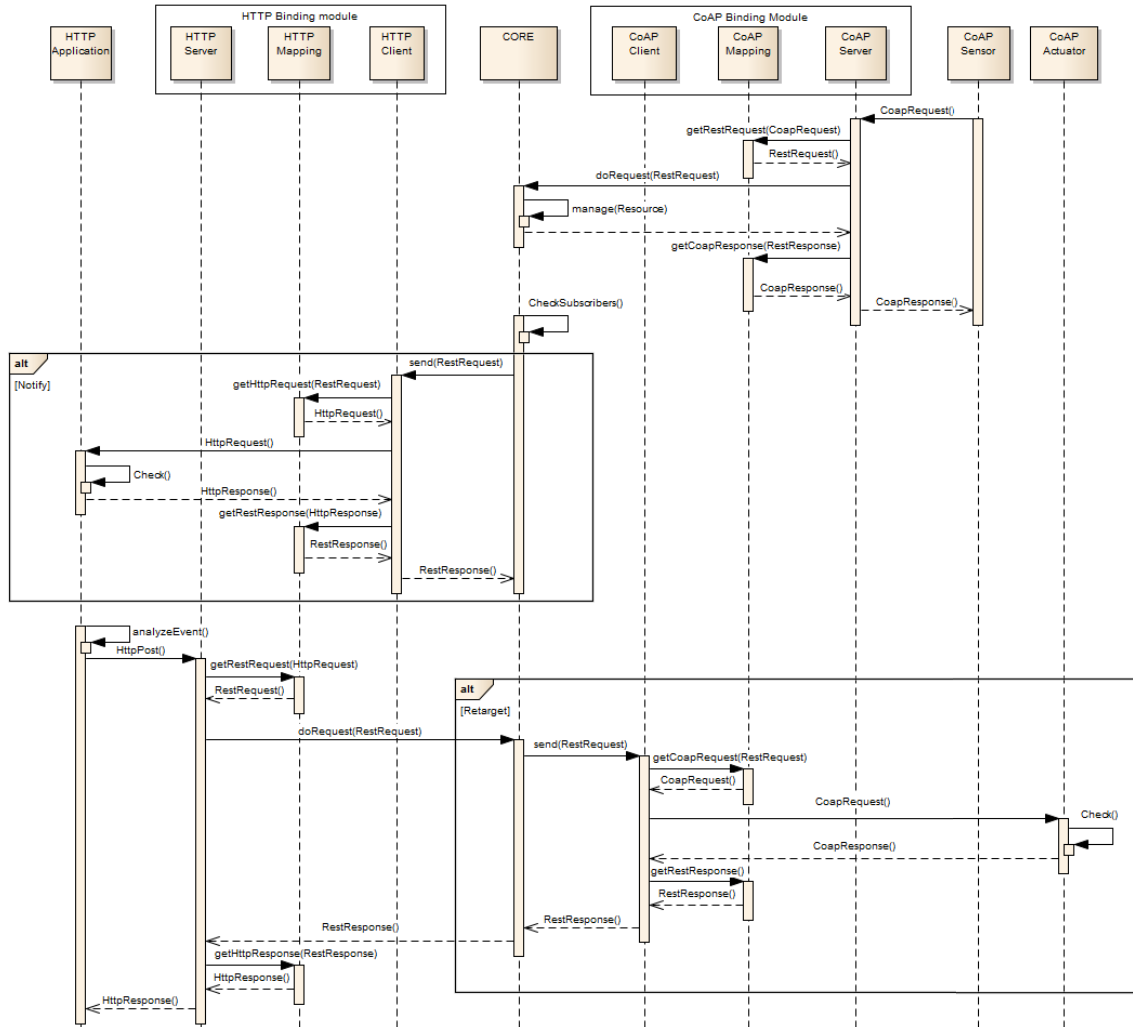 HTTP Binding module
CoAP Binding Module
HTTP
Application
HTTP
Server
HTTP
Mapping
HTTP
Client
CORE
CoAP
Client
CoAP
Mapping
CoAP
Server
CoAP
Sensor
CoAP
Actuator
CoapRequest()
getRestRequest(CoapRequest)
RestRequest()
doRequest(RestRequest)
manage(Resource)
getCoapResponse(RestResponse)
CoapResponse()
CoapResponse()
CheckSubscribers()
alt
[Notify]
send(RestRequest)
getHttpRequest(RestRequest)
HttpRequest()
HttpRequest()
Check()
HttpResponse()
getRestResponse(HttpResponse)
RestResponse()
RestResponse()
analyzeEvent()
HttpPost()
getRestRequest(HttpRequest)
RestRequest()
alt
[Retarget]
doRequest(RestRequest)
send(RestRequest)
getCoapRequest(RestRequest)
CoapRequest()
CoapRequest()
Check()
CoapResponse()
getRestResponse()
RestResponse()
RestResponse()
RestResponse()
getHttpResponse(RestResponse)
HttpResponse()
HttpResponse()